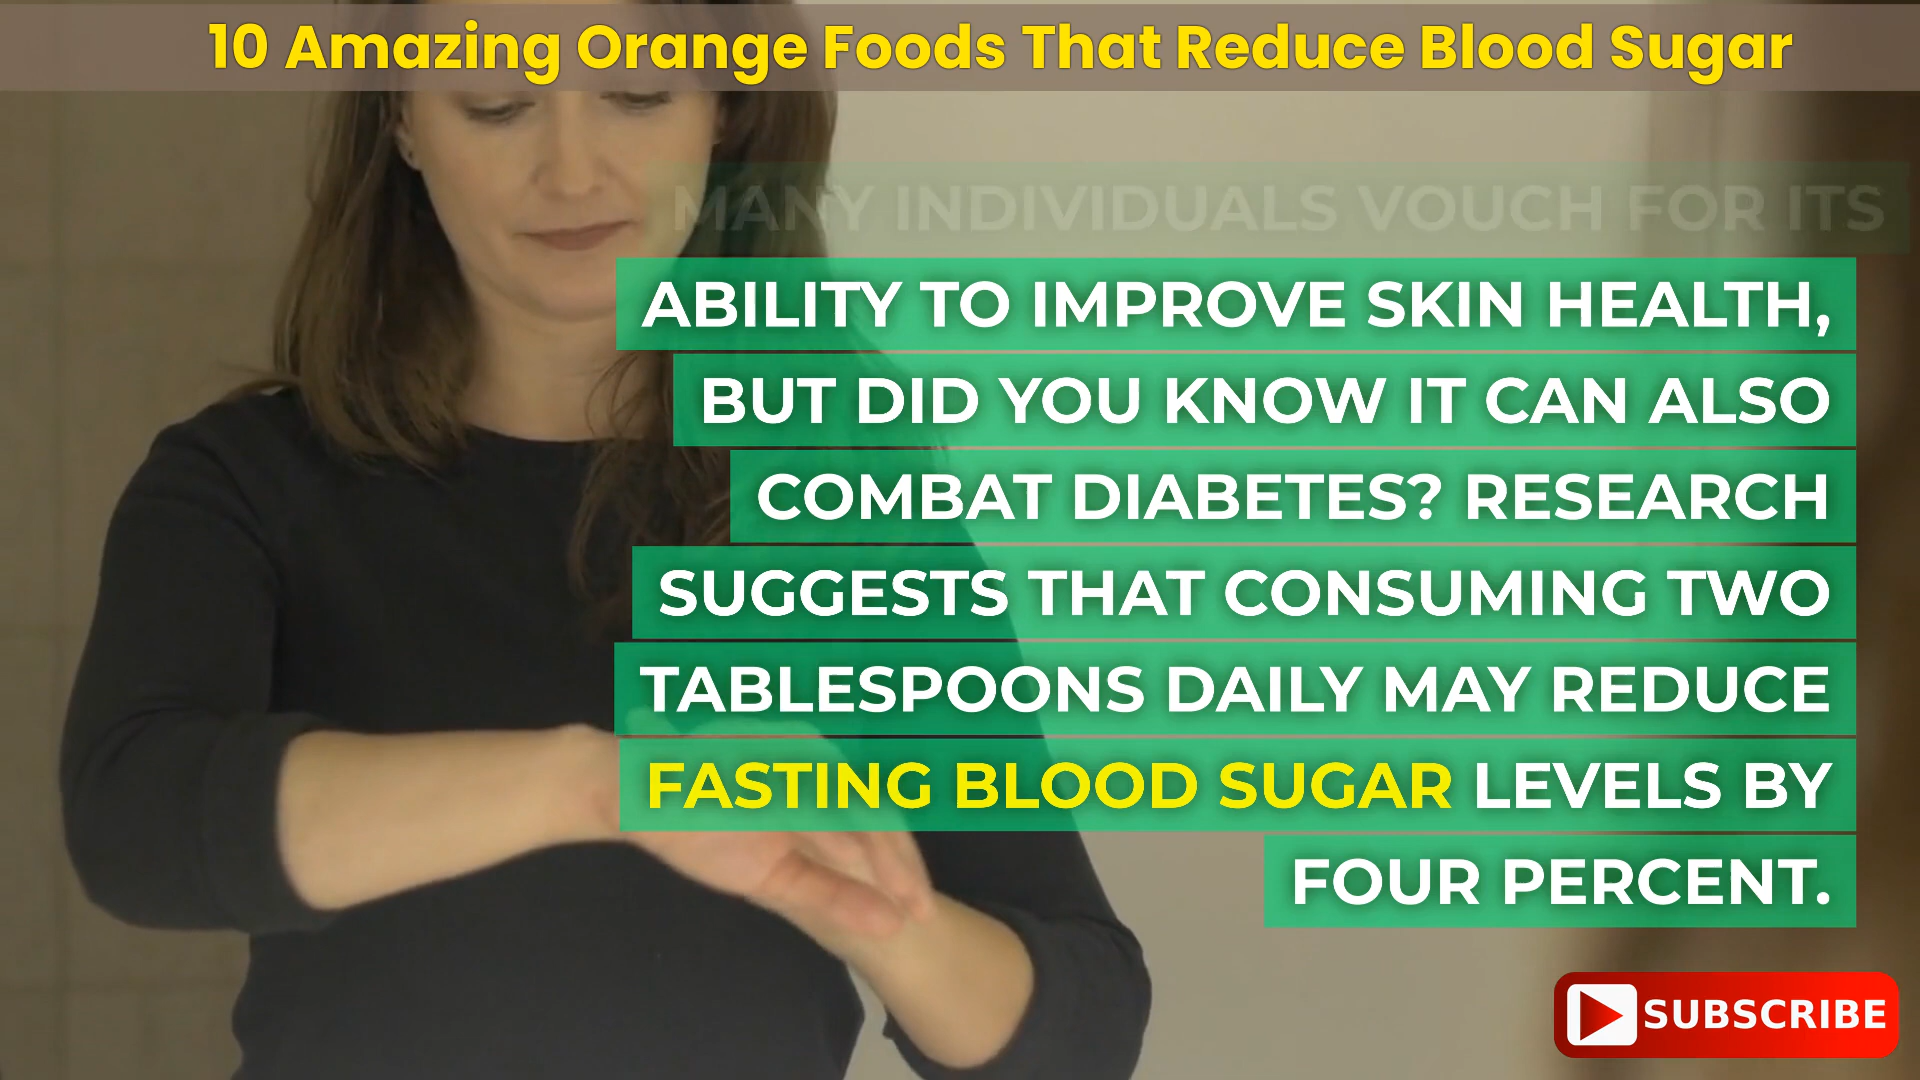 10 Amazing Orange Foods That Reduce Blood Sugar
MANY INDIVIDUALS VOUCH FOR ITS
ABILITY TO IMPROVE SKIN HEALTH,
BUT DID YOU KNOW IT CAN ALSO
COMBAT DIABETES? RESEARCH
SUGGESTS THAT CONSUMING TWO
TABLESPOONS DAILY MAY REDUCE
FASTING BLOOD SUGAR LEVELS BY
FOUR PERCENT.
SUBSCRIBE